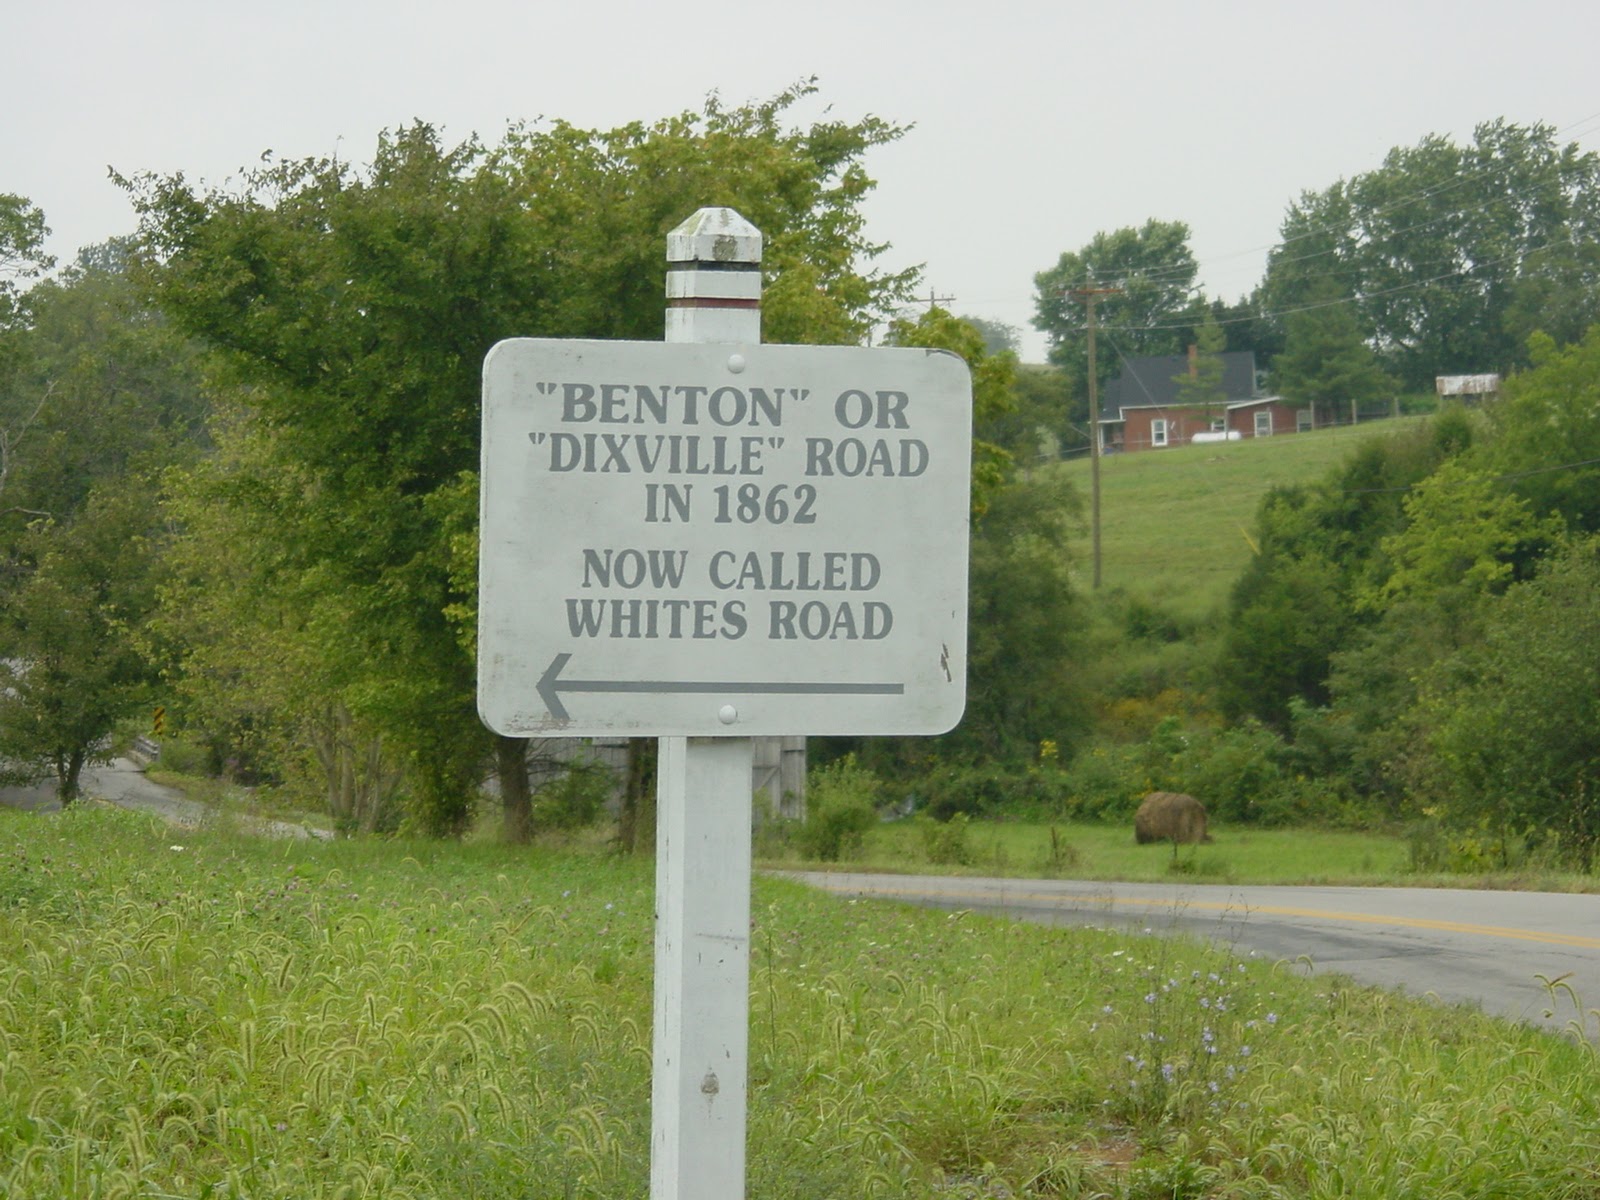 "BENTON" OR
"DIXVILLE" ROAD
IN 1862
NOW CALLED
WHITES ROAD